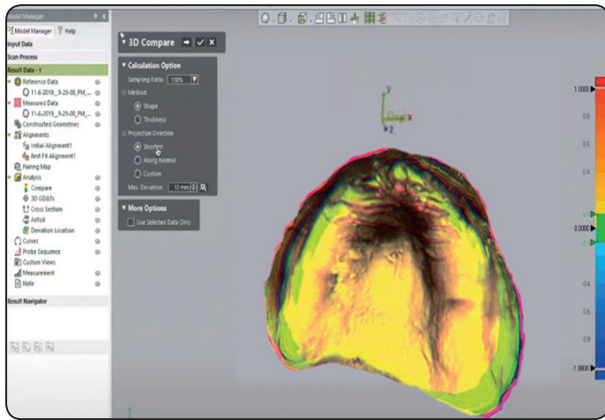 Model Manager
Model Manager Help
Input Data
Scan Process
Result Data - 1
Reference Data
Measured Data
Constructed Geometries
Alignments
Initial Alignment1
Best Fit Alignment1
Pairing Map
Analysis
Compare
3D GD&T
Cross Section
Airfoil
Deviation Location
Curves
Probe Sequence
Custom Views
Measurement
Note
Result Navigator
3D Compare
Calculation Option
Sampling Ratio 100%
Method
Shape
Thickness
Projection Direction
Shortest
Along Normal
Custom
Max. Deviation 10 mm
More Options
Use Selected Data Only
Y
X
Z
1.0000
0.0000
-1.0000